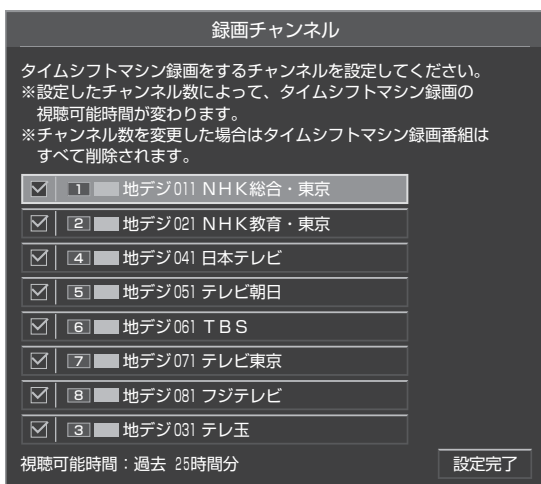 録画チャンネル
タイムシフトマシン録画をするチャンネルを設定してください。
※設定したチャンネル数によって、タイムシフトマシン録画の
視聴可能時間が変わります。
※チャンネル数を変更した場合はタイムシフトマシン録画番組は
すべて削除されます。
1 地デジ011 NHK総合・東京
2 地デジ021 NHK教育・東京
4 地デジ041 日本テレビ
5 地デジ051 テレビ朝日
6 地デジ061 TBS
7 地デジ071 テレビ東京
8 地デジ081 フジテレビ
3 地デジ031 テレ玉
視聴可能時間：過去 25時間分
設定完了